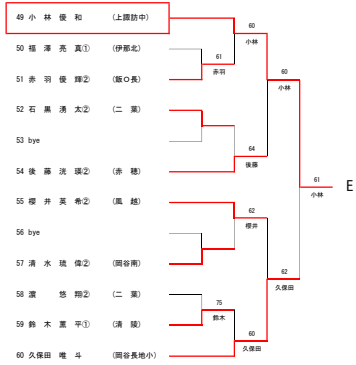 49 小 林 優 和 (上諏訪中)
60
小林
50 福 澤 亮 真① (伊那北)
61
赤羽
51 赤 羽 優 輝② (飯O長)
60
小林
52 石 黒 湧 太② (二 葉)
53 bye
64
後藤
54 後 藤 洸 瑛② (赤 穂)
61
小林
E
55 櫻 井 英 希② (風 越)
62
櫻井
56 bye
57 清 水 琉 偉② (岡谷南)
62
久保田
58 濵 悠 翔② (二 葉)
75
鈴木
59 鈴 木 薫 平① (清 陵)
60
久保田
60 久保田 唯 斗 (岡谷長地小)